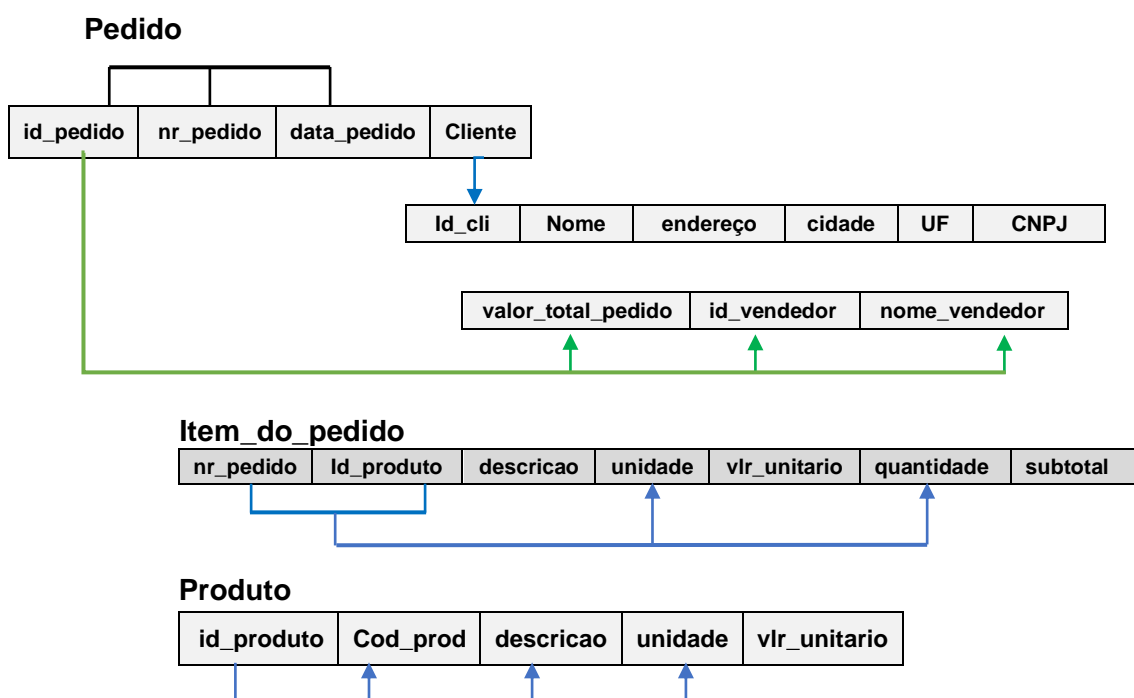 Pedido
id_pedido nr_pedido data_pedido Cliente
Id_cli Nome endereço cidade UF CNPJ
valor_total_pedido id_vendedor nome_vendedor
Item_do_pedido
nr_pedido Id_produto descricao unidade vlr_unitario quantidade subtotal
Produto
id_produto Cod_prod descricao unidade vlr_unitario